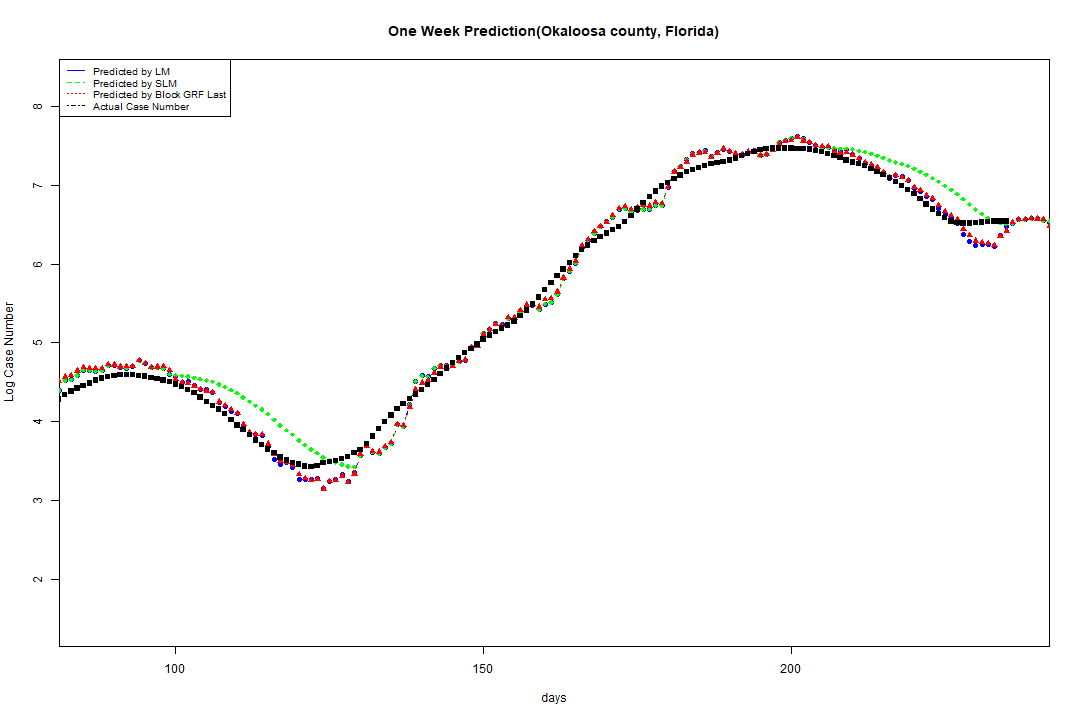 One Week Prediction(Okaloosa county, Florida)
Predicted by LM
Predicted by SLM
Predicted by Block GRF Last
Actual Case Number
8
7
6
5
4
3
2
Log Case Number
100 150 200
days